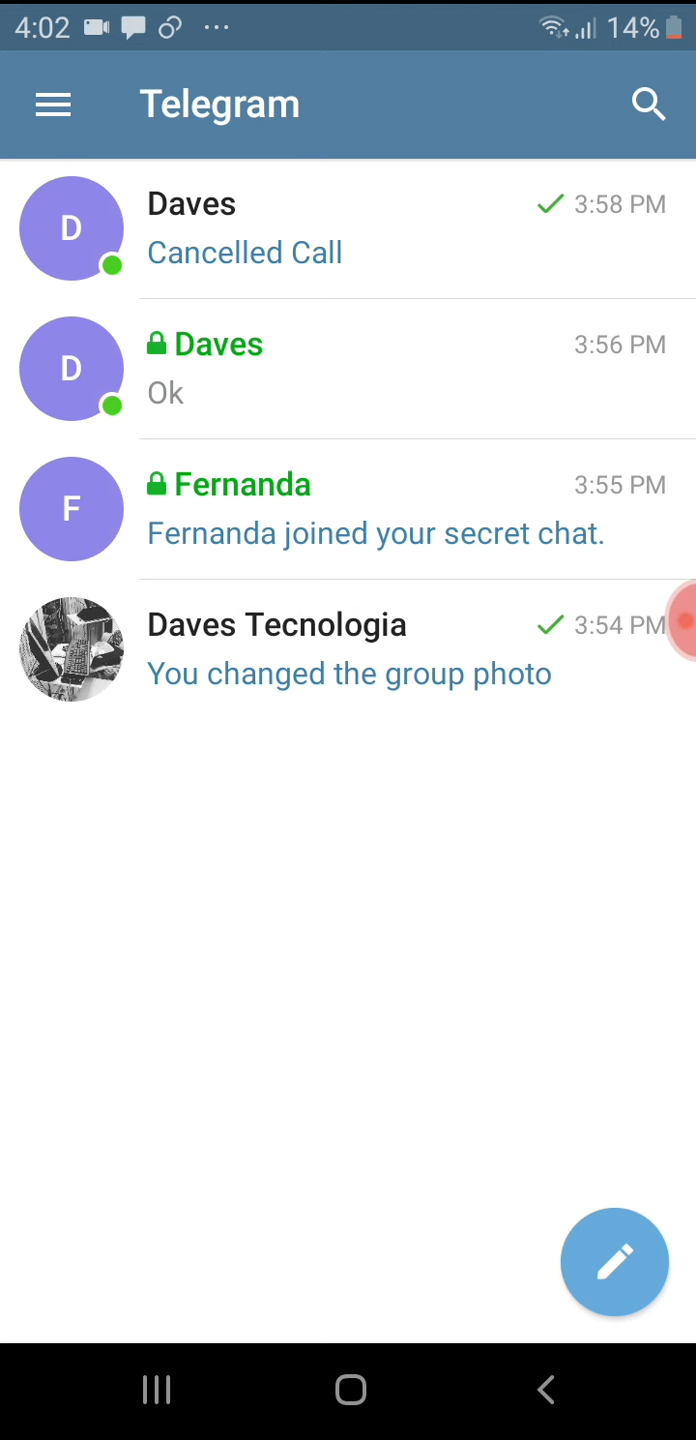 4:02 ... 14%
Telegram
D
Daves 3:58 PM
Cancelled Call
D
Daves 3:56 PM
Ok
F
Fernanda 3:55 PM
Fernanda joined your secret chat.
Daves Tecnologia 3:54 PM
You changed the group photo